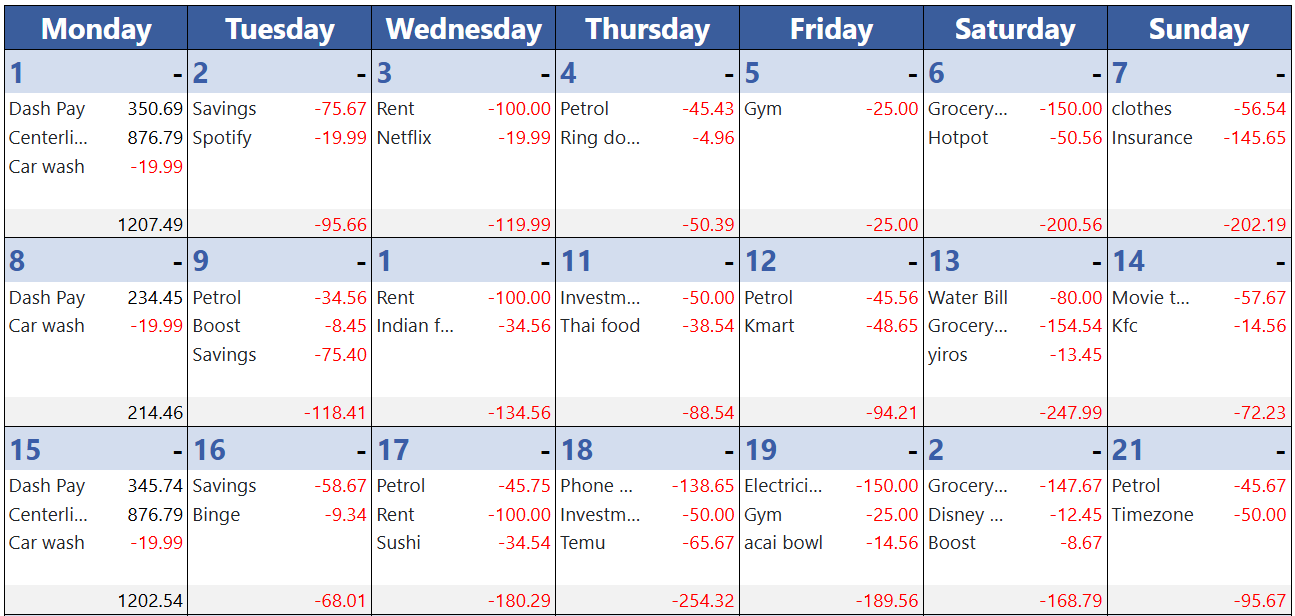 Monday Tuesday Wednesday Thursday Friday Saturday Sunday
1 - 2 - 3 - 4 - 5 - 6 - 7 -
Dash Pay 350.69 Savings -75.67 Rent -100.00 Petrol -45.43 Gym -25.00 Grocery... -150.00 clothes -56.54
Centerli... 876.79 Spotify -19.99 Netflix -19.99 Ring do... -4.96 Hotpot -50.56 Insurance -145.65
Car wash -19.99
1207.49 -95.66 -119.99 -50.39 -25.00 -200.56 -202.19
8 - 9 - 1 - 11 - 12 - 13 - 14 -
Dash Pay 234.45 Petrol -34.56 Rent -100.00 Investm... -50.00 Petrol -45.56 Water Bill -80.00 Movie t... -57.67
Car wash -19.99 Boost -8.45 Indian f... -34.56 Thai food -38.54 Kmart -48.65 Grocery... -154.54 Kfc -14.56
Savings -75.40 yiros -13.45
214.46 -118.41 -134.56 -88.54 -94.21 -247.99 -72.23
15 - 16 - 17 - 18 - 19 - 2 - 21 -
Dash Pay 345.74 Savings -58.67 Petrol -45.75 Phone ... -138.65 Electrici... -150.00 Grocery... -147.67 Petrol -45.67
Centerli... 876.79 Binge -9.34 Rent -100.00 Investm... -50.00 Gym -25.00 Disney ... -12.45 Timezone -50.00
Car wash -19.99 Sushi -34.54 Temu -65.67 acai bowl -14.56 Boost -8.67
1202.54 -68.01 -180.29 -254.32 -189.56 -168.79 -95.67